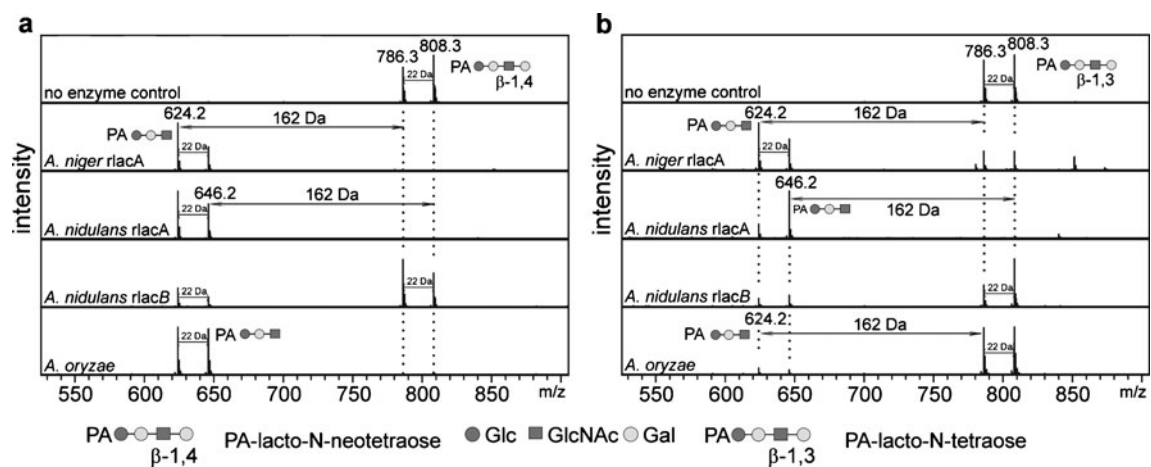 a
786.3 808.3
22 Da
PA
β-1,4
no enzyme control
624.2
162 Da
PA
22 Da
A. niger rlacA
646.2
22 Da
162 Da
A. nidulans rlacA
22 Da
22 Da
A. nidulans rlacB
22 Da
PA
A. oryzae
intensity
550 600 650 700 750 800 850 m/z
b
786.3 808.3
22 Da
PA
β-1,3
no enzyme control
624.2
162 Da
PA
22 Da
A. niger rlacA
646.2
PA
162 Da
A. nidulans rlacA
22 Da
A. nidulans rlacB
624.2
PA
162 Da
22 Da
A. oryzae
intensity
550 600 650 700 750 800 850 m/z
PA PA-lacto-N-neotetraose Glc GlcNAc Gal PA PA-lacto-N-tetraose
β-1,4 β-1,3